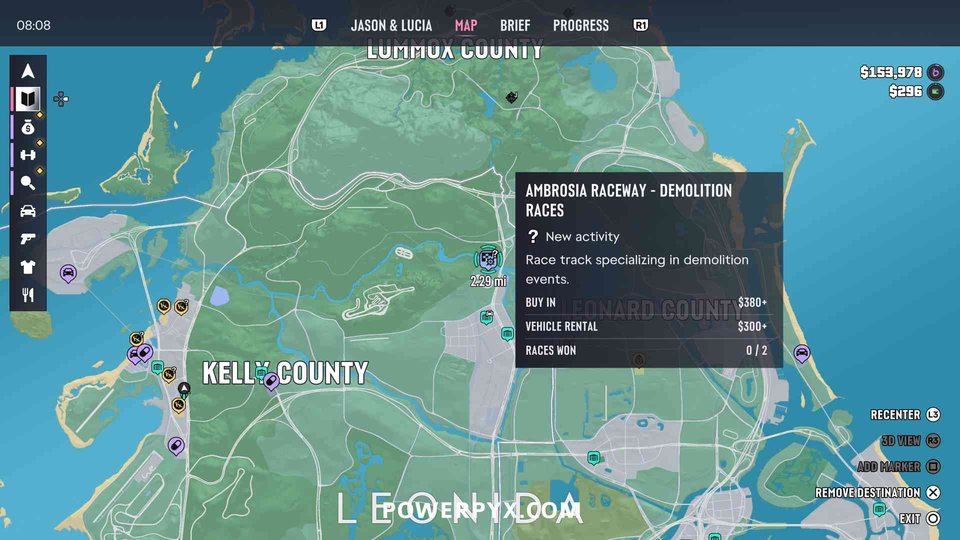 08:08
L1 JASON & LUCIA MAP BRIEF PROGRESS R1
LUMMOX COUNTY
$153,978
$296
AMBROSIA RACEWAY - DEMOLITION
RACES
? New activity
Race track specializing in demolition
events.
BUY IN $380+
VEHICLE RENTAL $300+
RACES WON 0 / 2
2.29 mi
LEONARD COUNTY
KELLY COUNTY
RECENTER L3
3D VIEW R3
ADD MARKER
REMOVE DESTINATION
EXIT
LEONIDA
POWERPYX.COM